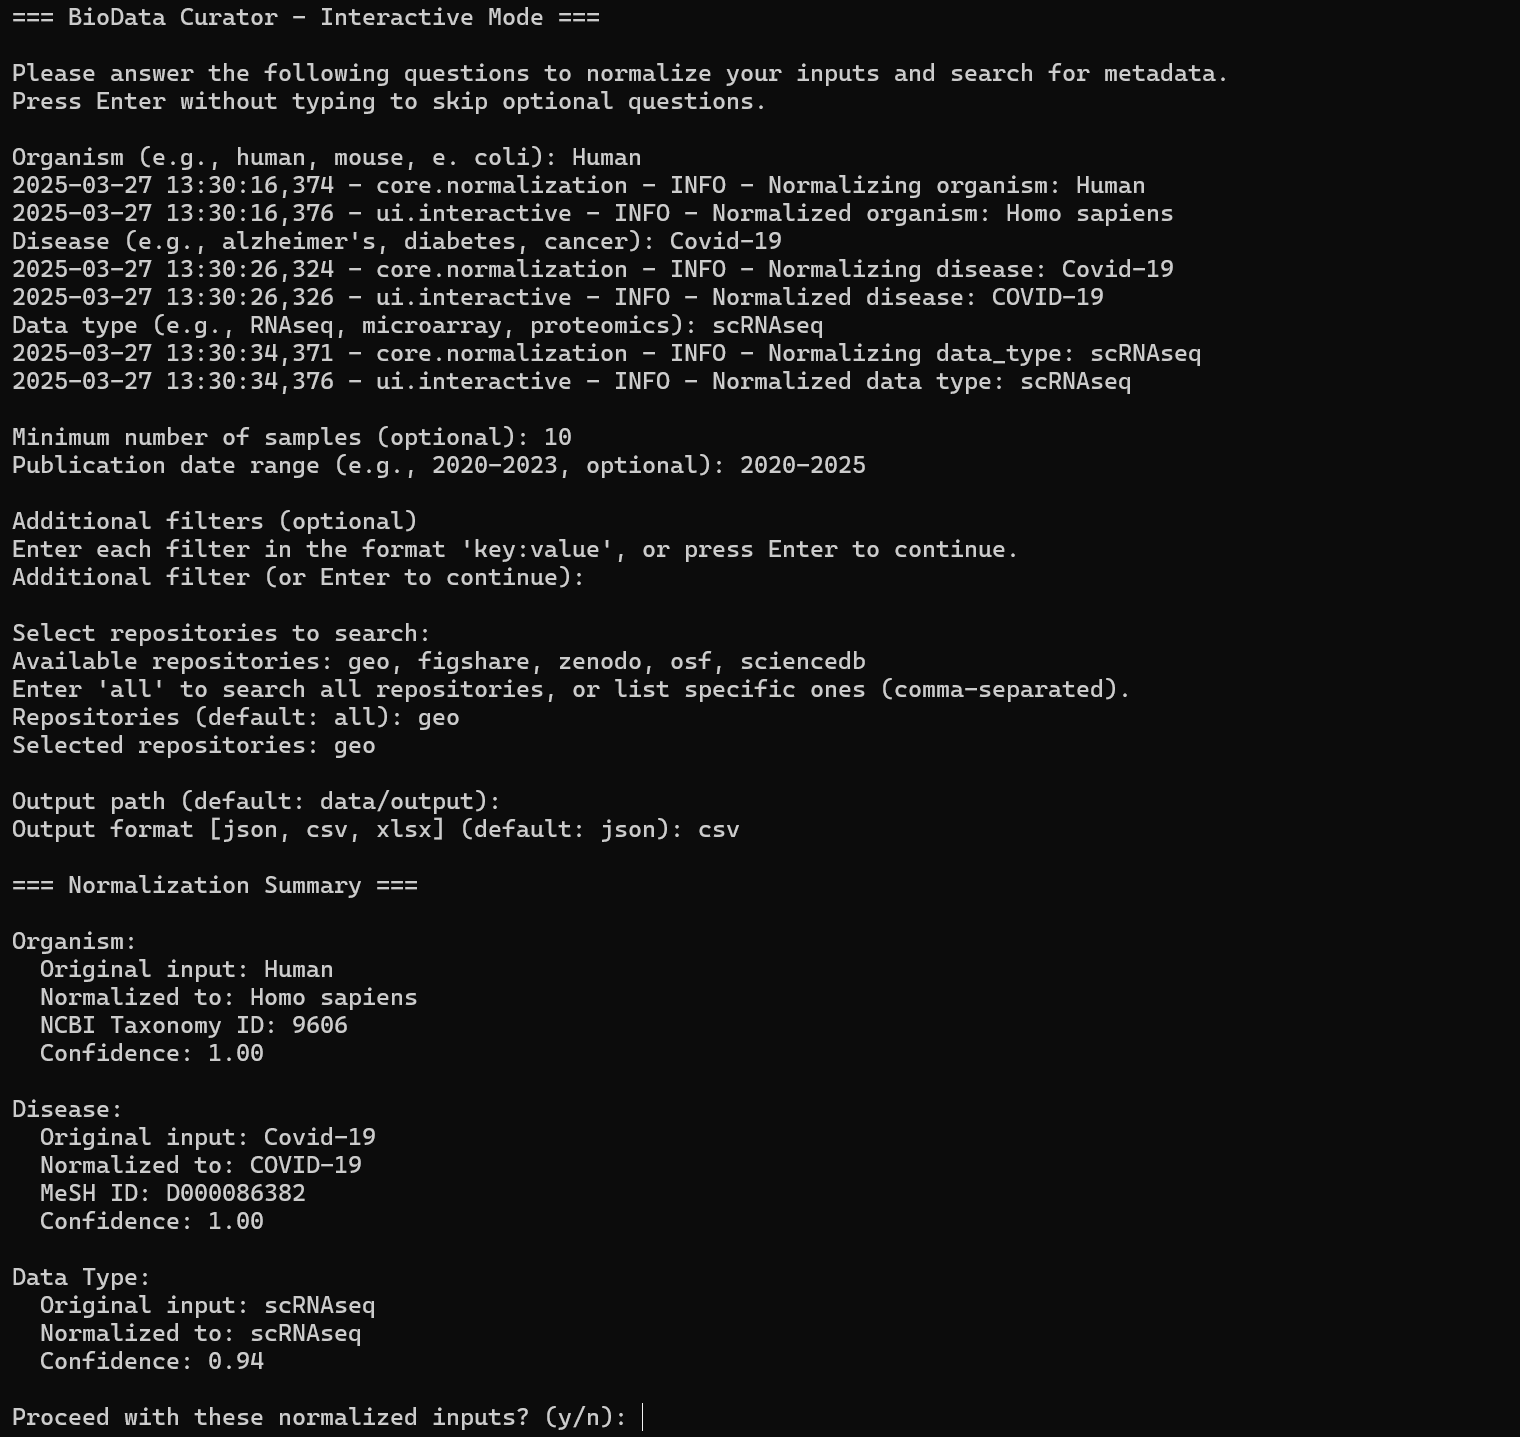 === BioData Curator - Interactive Mode ===
Please answer the following questions to normalize your inputs and search for metadata.
Press Enter without typing to skip optional questions.
Organism (e.g., human, mouse, e. coli): Human
2025-03-27 13:30:16,374 - core.normalization - INFO - Normalizing organism: Human
2025-03-27 13:30:16,376 - ui.interactive - INFO - Normalized organism: Homo sapiens
Disease (e.g., alzheimer's, diabetes, cancer): Covid-19
2025-03-27 13:30:26,324 - core.normalization - INFO - Normalizing disease: Covid-19
2025-03-27 13:30:26,326 - ui.interactive - INFO - Normalized disease: COVID-19
Data type (e.g., RNAseq, microarray, proteomics): scRNAseq
2025-03-27 13:30:34,371 - core.normalization - INFO - Normalizing data_type: scRNAseq
2025-03-27 13:30:34,376 - ui.interactive - INFO - Normalized data type: scRNAseq
Minimum number of samples (optional): 10
Publication date range (e.g., 2020-2023, optional): 2020-2025
Additional filters (optional)
Enter each filter in the format 'key:value', or press Enter to continue.
Additional filter (or Enter to continue):
Select repositories to search:
Available repositories: geo, figshare, zenodo, osf, sciencedb
Enter 'all' to search all repositories, or list specific ones (comma-separated).
Repositories (default: all): geo
Selected repositories: geo
Output path (default: data/output):
Output format [json, csv, xlsx] (default: json): csv
=== Normalization Summary ===
Organism:
Original input: Human
Normalized to: Homo sapiens
NCBI Taxonomy ID: 9606
Confidence: 1.00
Disease:
Original input: Covid-19
Normalized to: COVID-19
MeSH ID: D000086382
Confidence: 1.00
Data Type:
Original input: scRNAseq
Normalized to: scRNAseq
Confidence: 0.94
Proceed with these normalized inputs? (y/n):